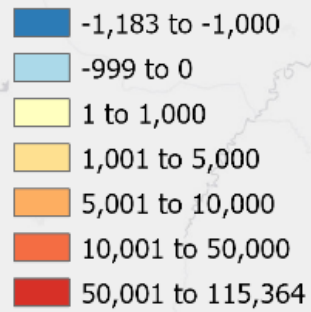 -1,183 to -1,000
-999 to 0
1 to 1,000
1,001 to 5,000
5,001 to 10,000
10,001 to 50,000
50,001 to 115,364